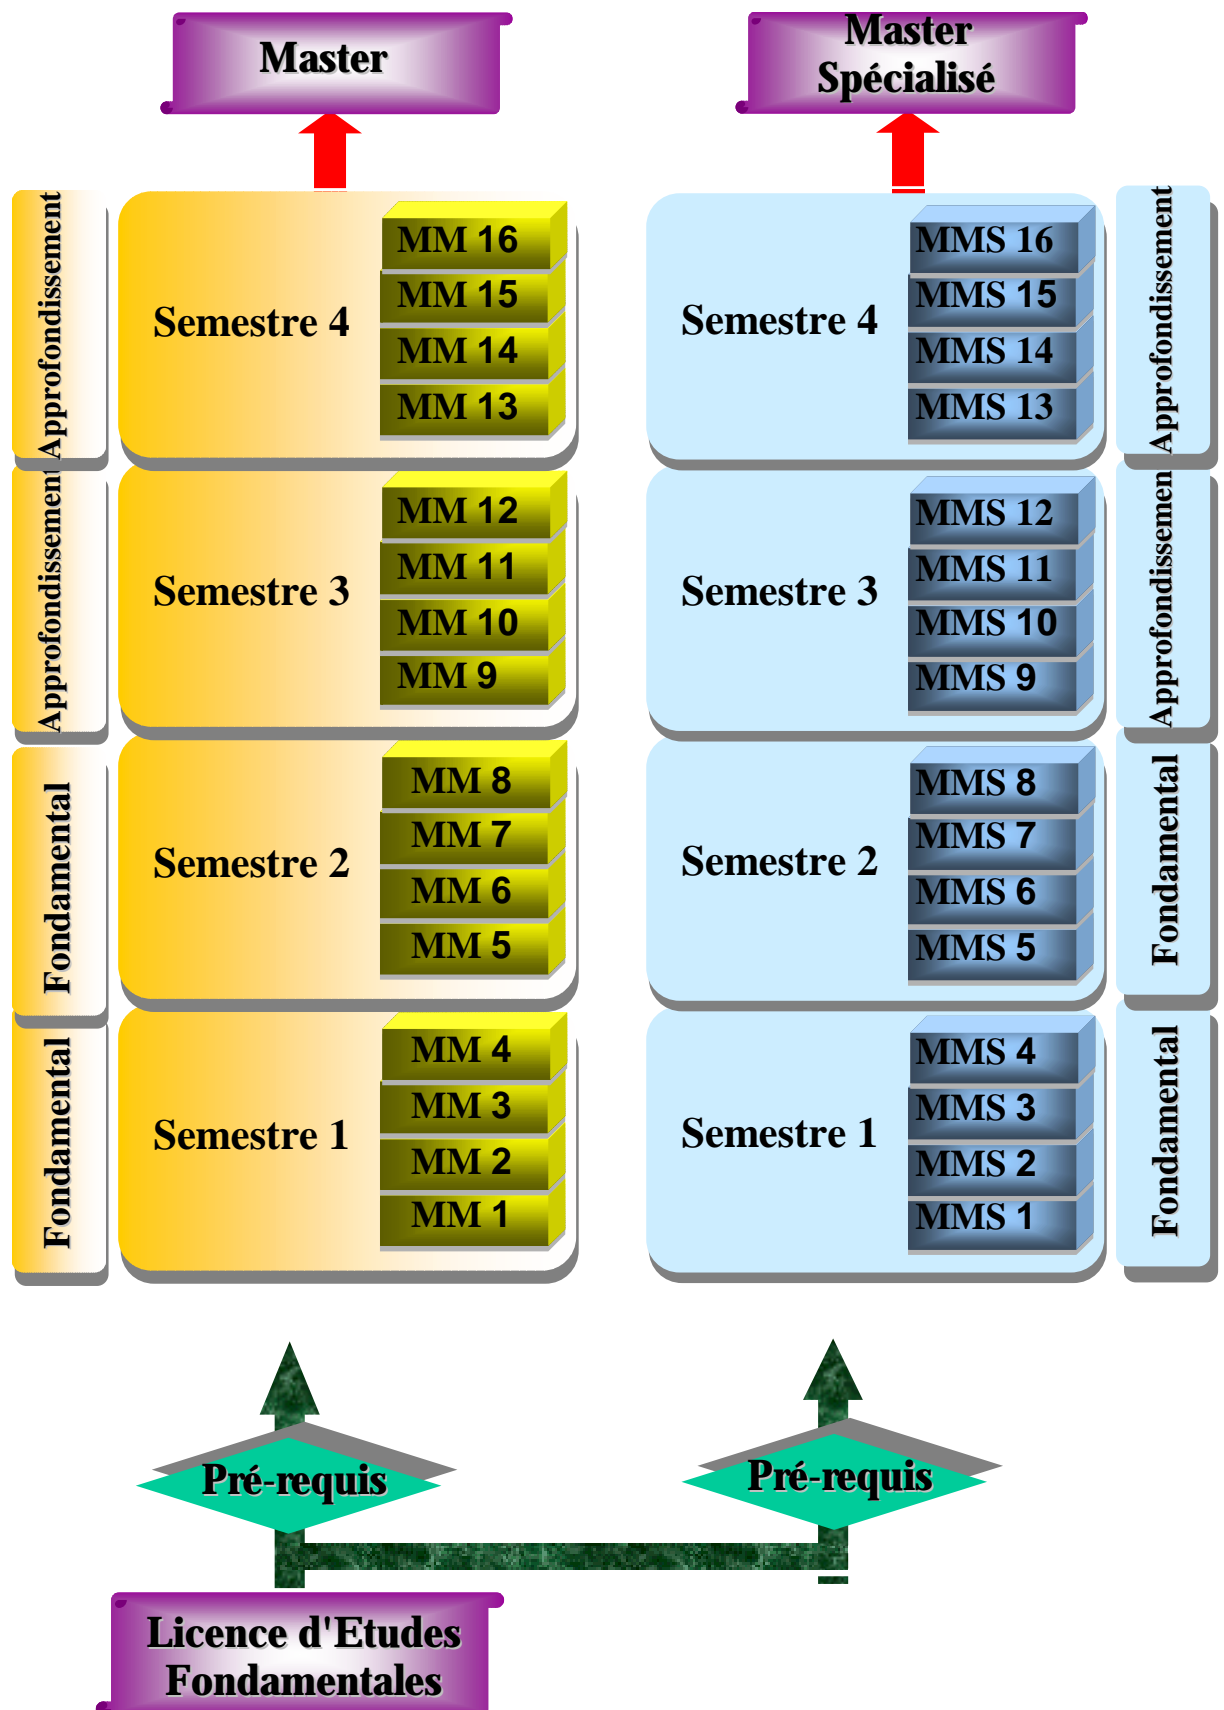 Master
Master
Spécialisé
Approfondissement
Semestre 4
MM 16
MM 15
MM 14
MM 13
Semestre 4
MMS 16
MMS 15
MMS 14
MMS 13
Approfondissement
Approfondissement
Semestre 3
MM 12
MM 11
MM 10
MM 9
Semestre 3
MMS 12
MMS 11
MMS 10
MMS 9
Approfondissemen
Fondamental
Semestre 2
MM 8
MM 7
MM 6
MM 5
Semestre 2
MMS 8
MMS 7
MMS 6
MMS 5
Fondamental
Fondamental
Semestre 1
MM 4
MM 3
MM 2
MM 1
Semestre 1
MMS 4
MMS 3
MMS 2
MMS 1
Fondamental
Pré-requis
Pré-requis
Licence d'Etudes
Fondamentales